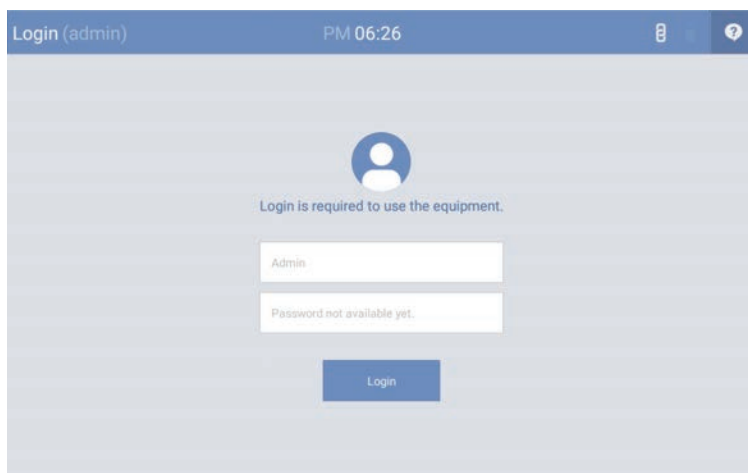 Login (admin)
PM 06:26
Login is required to use the equipment.
Admin
Password not available yet.
Login